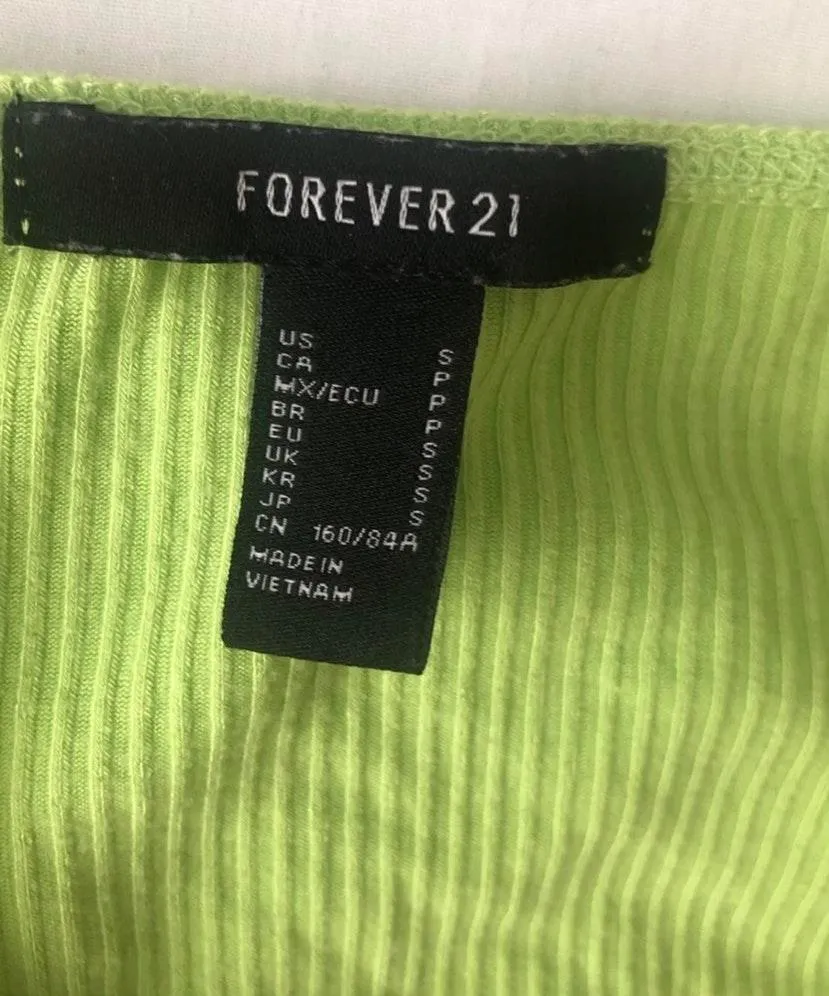 FOREVER 21
US S
CA P
MX/ECU P
BR P
EU S
UK S
KR S
JP S
CN 160/84A
MADE IN
VIETNAM